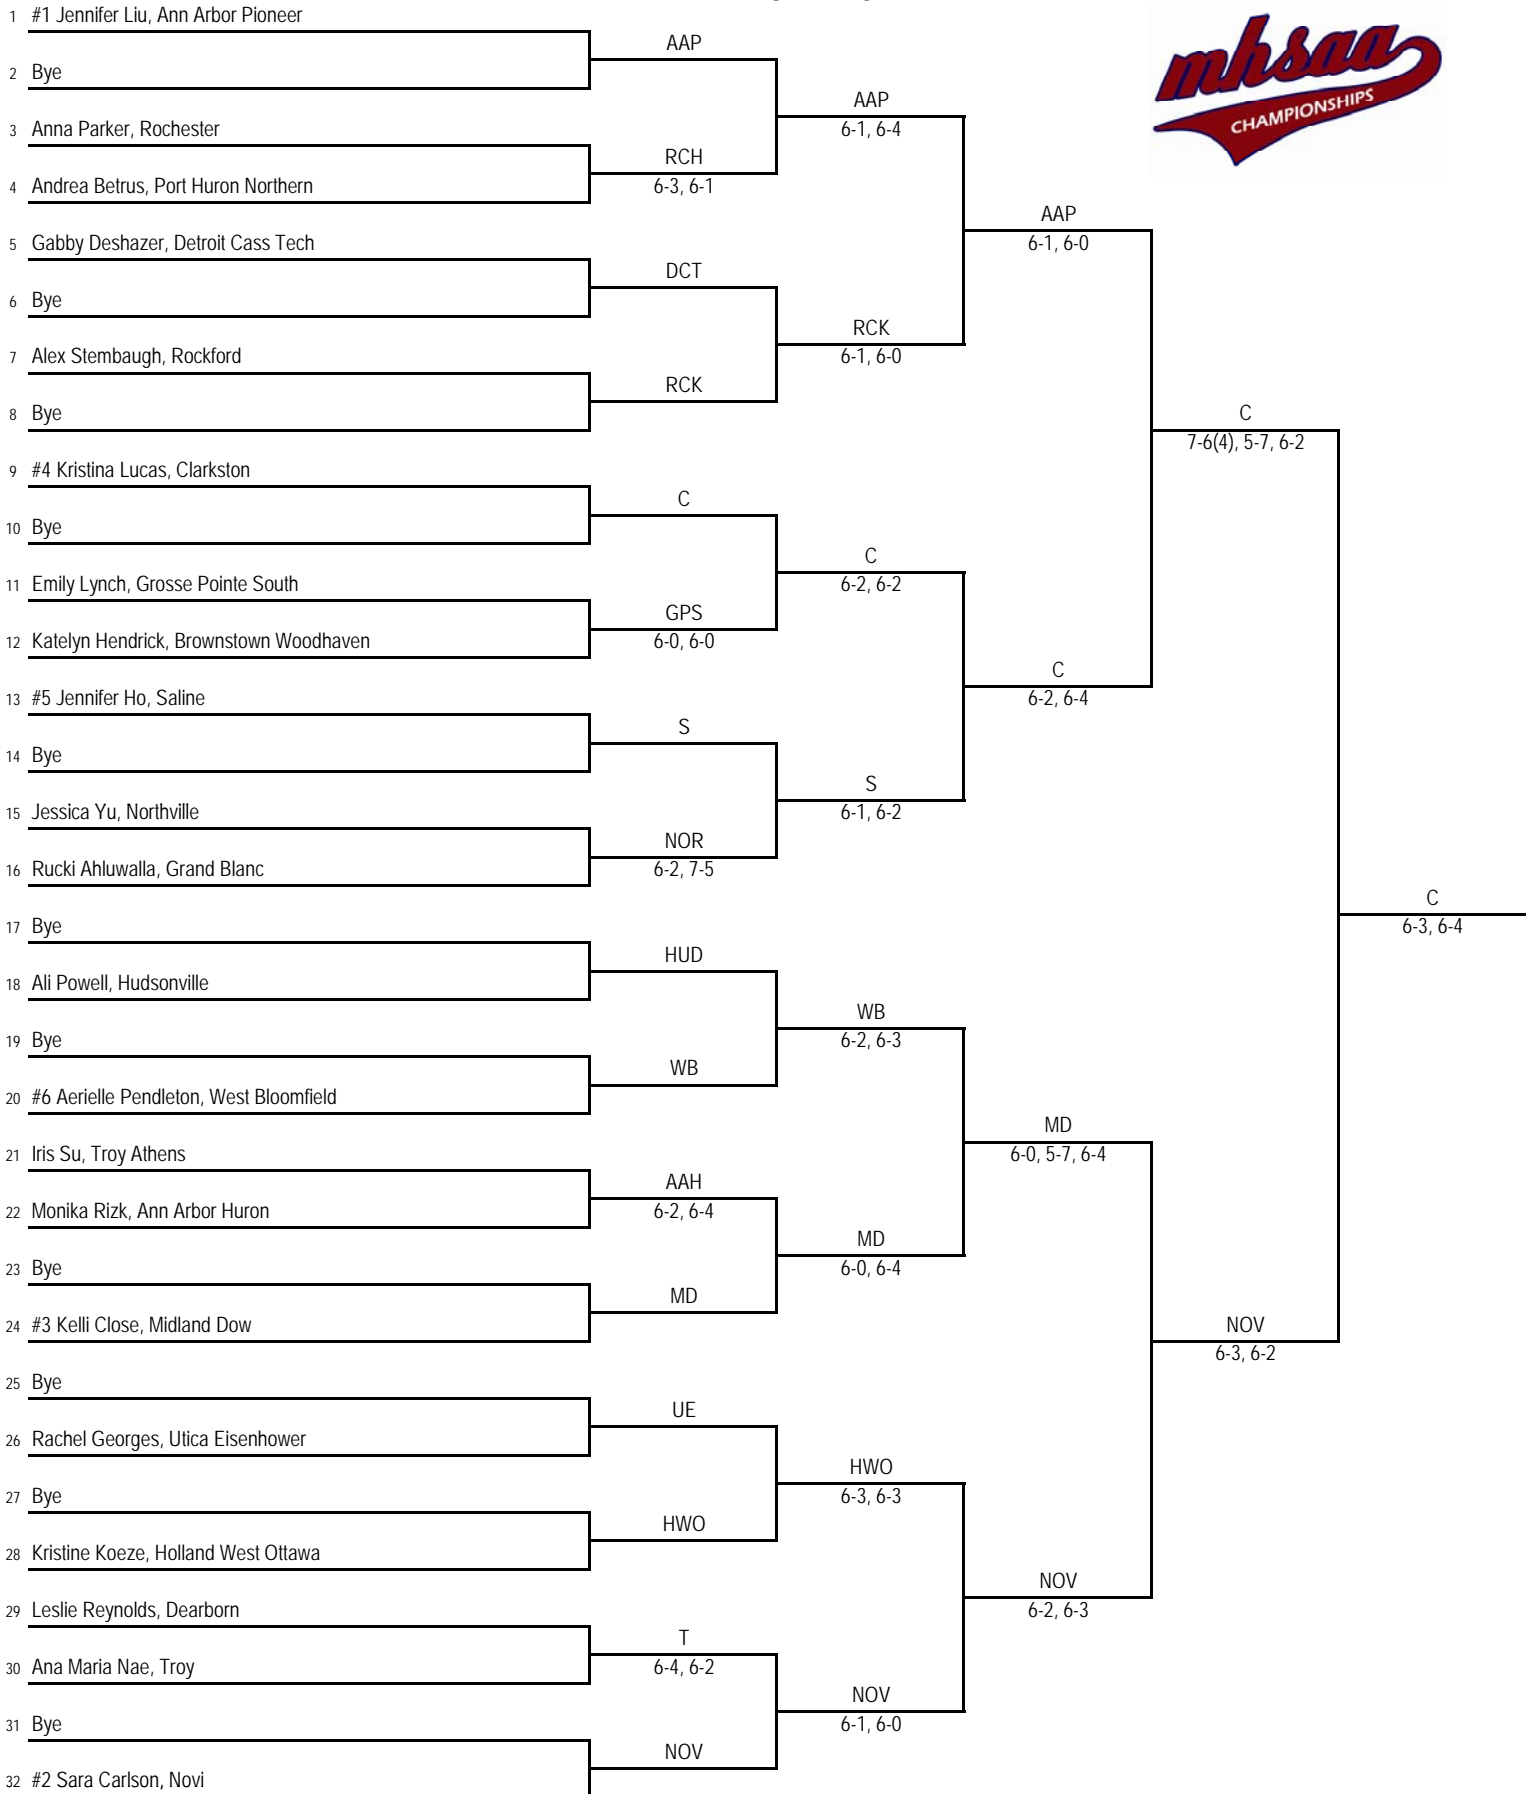 1 #1 Jennifer Liu, Ann Arbor Pioneer
AAP
2 Bye
AAP
6-1, 6-4
3 Anna Parker, Rochester
RCH
6-3, 6-1
4 Andrea Betrus, Port Huron Northern
AAP
6-1, 6-0
5 Gabby Deshazer, Detroit Cass Tech
DCT
6 Bye
RCK
6-1, 6-0
7 Alex Stembaugh, Rockford
RCK
8 Bye
C
7-6(4), 5-7, 6-2
9 #4 Kristina Lucas, Clarkston
C
10 Bye
C
6-2, 6-2
11 Emily Lynch, Grosse Pointe South
GPS
6-0, 6-0
12 Katelyn Hendrick, Brownstown Woodhaven
C
6-2, 6-4
13 #5 Jennifer Ho, Saline
S
14 Bye
S
6-1, 6-2
15 Jessica Yu, Northville
NOR
6-2, 7-5
16 Rucki Ahluwalla, Grand Blanc
C
6-3, 6-4
17 Bye
HUD
18 Ali Powell, Hudsonville
WB
6-2, 6-3
19 Bye
WB
20 #6 Aerielle Pendleton, West Bloomfield
MD
6-0, 5-7, 6-4
21 Iris Su, Troy Athens
AAH
6-2, 6-4
22 Monika Rizk, Ann Arbor Huron
MD
6-0, 6-4
23 Bye
MD
24 #3 Kelli Close, Midland Dow
NOV
6-3, 6-2
25 Bye
UE
26 Rachel Georges, Utica Eisenhower
HWO
6-3, 6-3
27 Bye
HWO
28 Kristine Koeze, Holland West Ottawa
NOV
6-2, 6-3
29 Leslie Reynolds, Dearborn
T
6-4, 6-2
30 Ana Maria Nae, Troy
NOV
6-1, 6-0
31 Bye
NOV
32 #2 Sara Carlson, Novi
mhsaa
CHAMPIONSHIPS